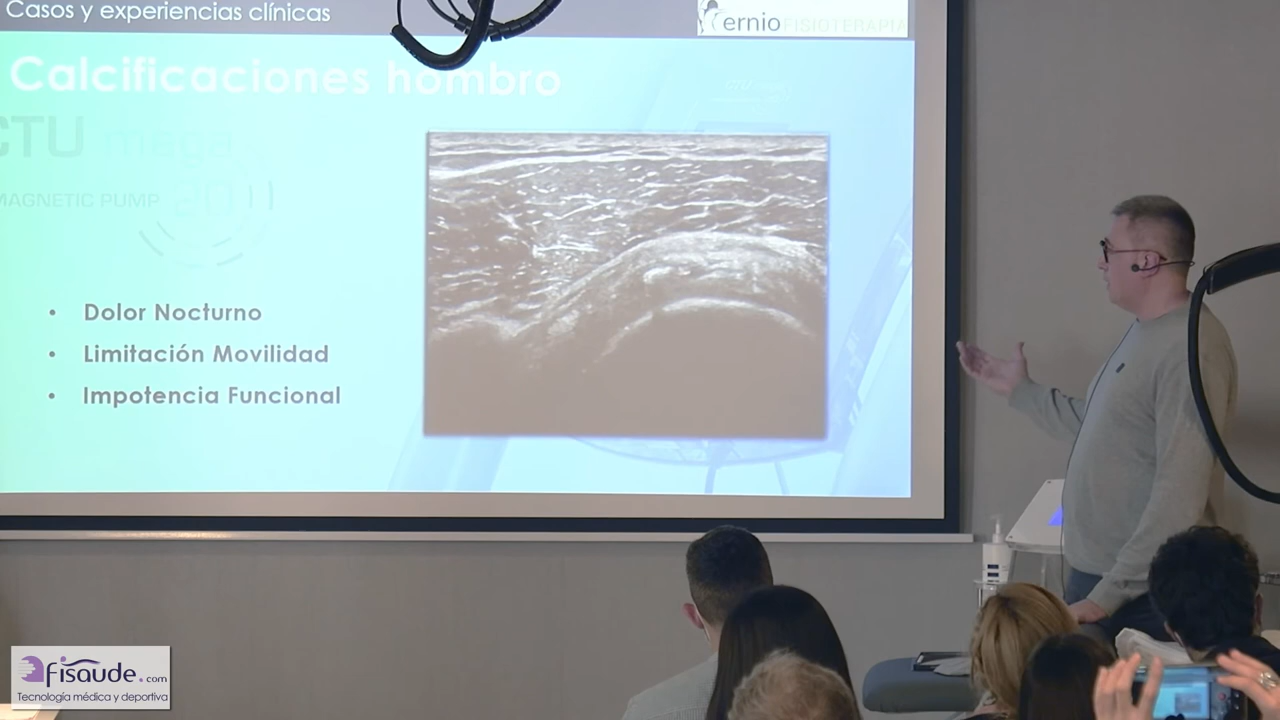 Casos y experiencias clínicas
ernio FISIOTERAPIA
Calcificaciones hombro
CTU
MAGNETIC PUMP
• Dolor Nocturno
• Limitación Movilidad
• Impotencia Funcional
fisaude.com
Tecnología médica y deportiva